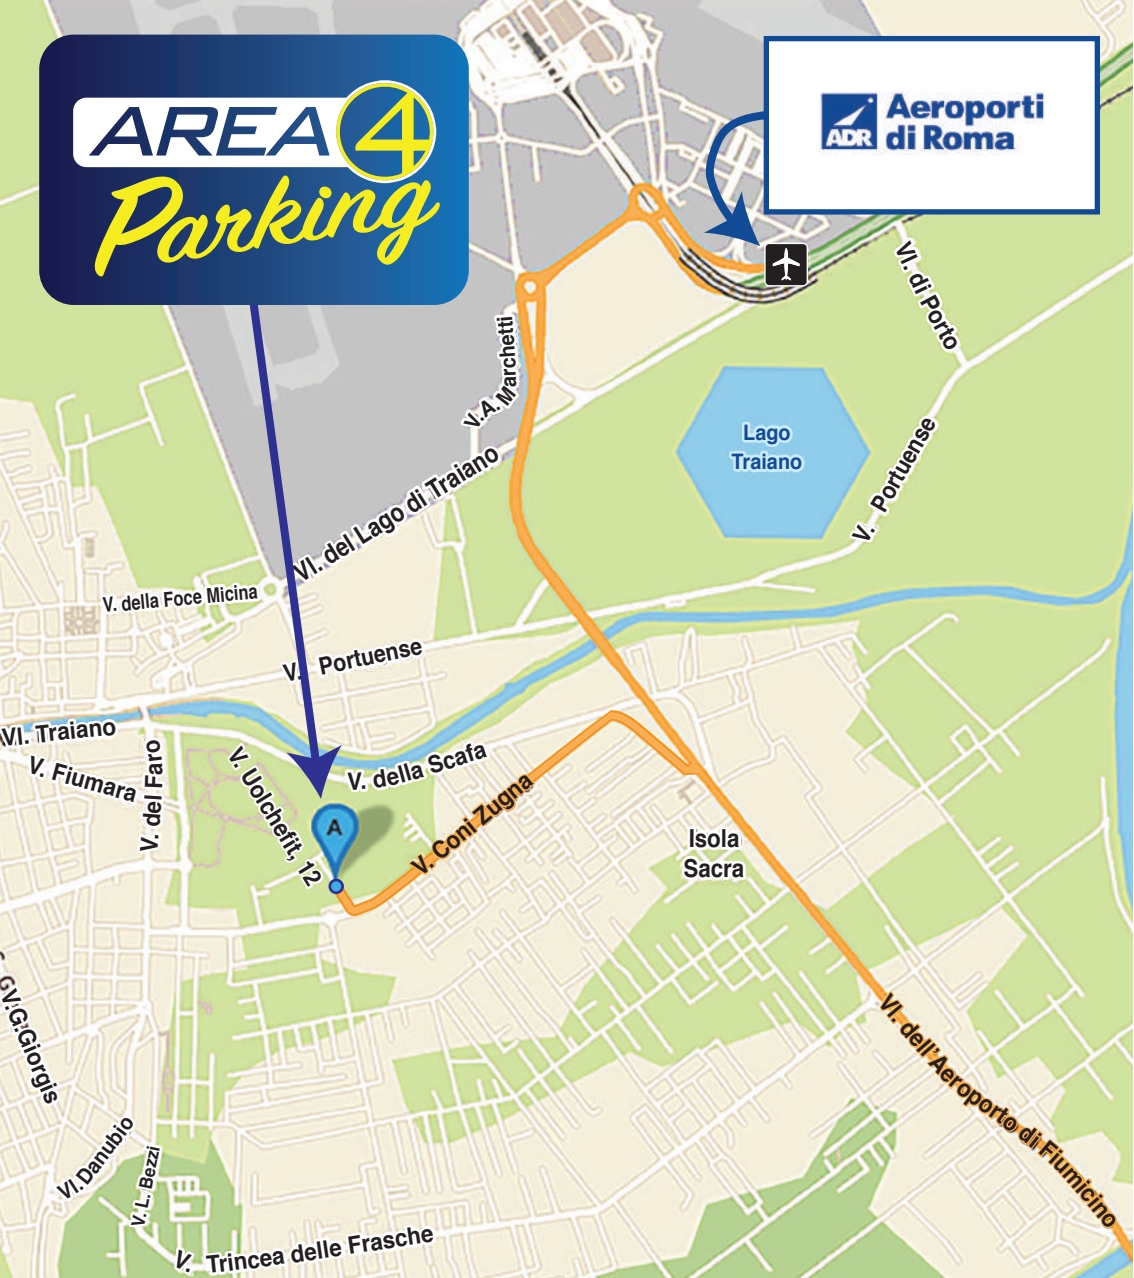 AREA4
Parking
ADR
Aeroporti
di Roma
Vl. di Porto
V.A. Marchetti
Lago
Traiano
V. Portuense
Vl. del Lago di Traiano
V. della Foce Micina
V. Portuense
Vl. Traiano
V. Fiumara
V. del Faro
V. Uolchefit, 12
V. della Scafa
A
V. Coni Zugna
Isola
Sacra
V.G.Giorgis
Vl. dell'Aeroporto di Fiumicino
Vl.Danubio
V. L. Bezzi
V. Trincea delle Frasche